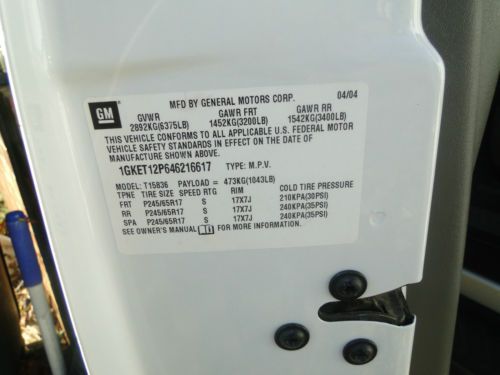 GM
MFD BY GENERAL MOTORS CORP. 04/04
GVWR GAWR FRT GAWR RR
2892KG(6375LB) 1452KG(3200LB) 1542KG(3400LB)
THIS VEHICLE CONFORMS TO ALL APPLICABLE U.S. FEDERAL MOTOR
VEHICLE SAFETY STANDARDS IN EFFECT ON THE DATE OF
MANUFACTURE SHOWN ABOVE.
1GKET12P646216617 TYPE: M.P.V.
MODEL: T15836 PAYLOAD = 473KG(1043LB)
TPNE TIRE SIZE SPEED RTG RIM COLD TIRE PRESSURE
FRT P245/65R17 S 17X7J 210KPA(30PSI)
RR P245/65R17 S 17X7J 240KPA(35PSI)
SPA P245/65R17 S 17X7J 240KPA(35PSI)
SEE OWNER'S MANUAL FOR MORE INFORMATION.